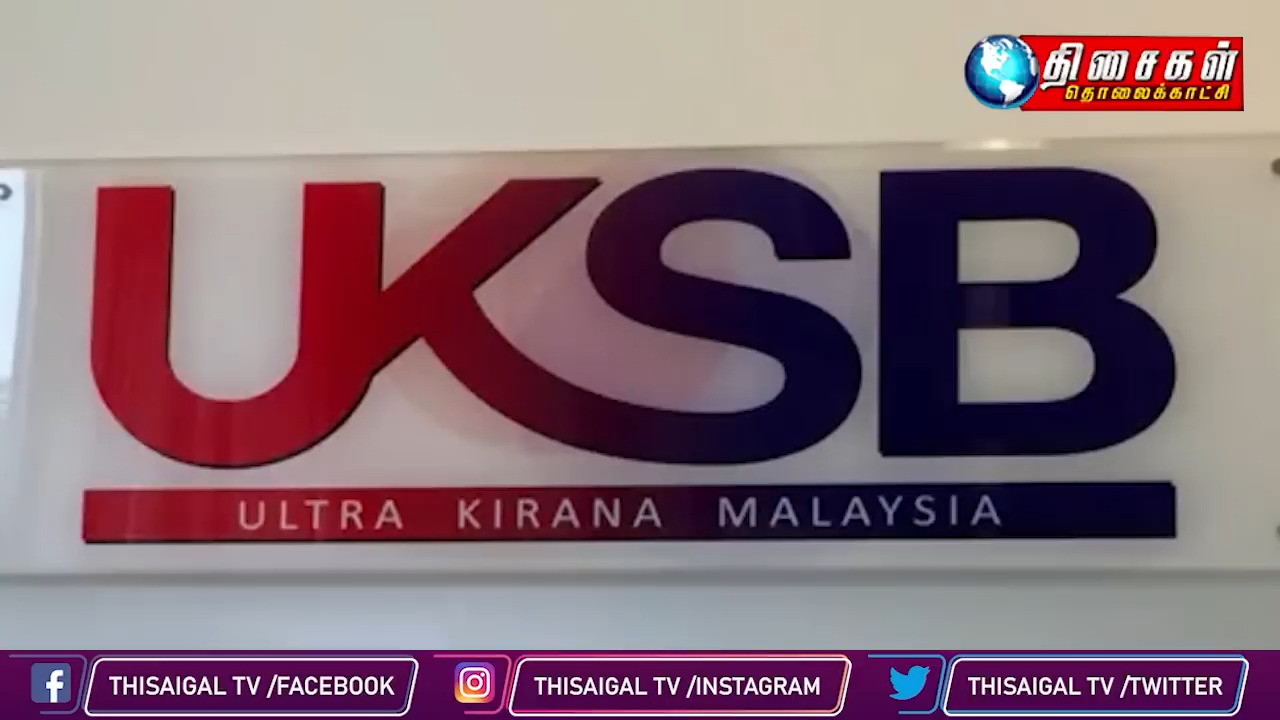 திசைகள்
தொலைக்காட்சி
UKSB
ULTRA KIRANA MALAYSIA
THISAIGAL TV /FACEBOOK
THISAIGAL TV /INSTAGRAM
THISAIGAL TV /TWITTER